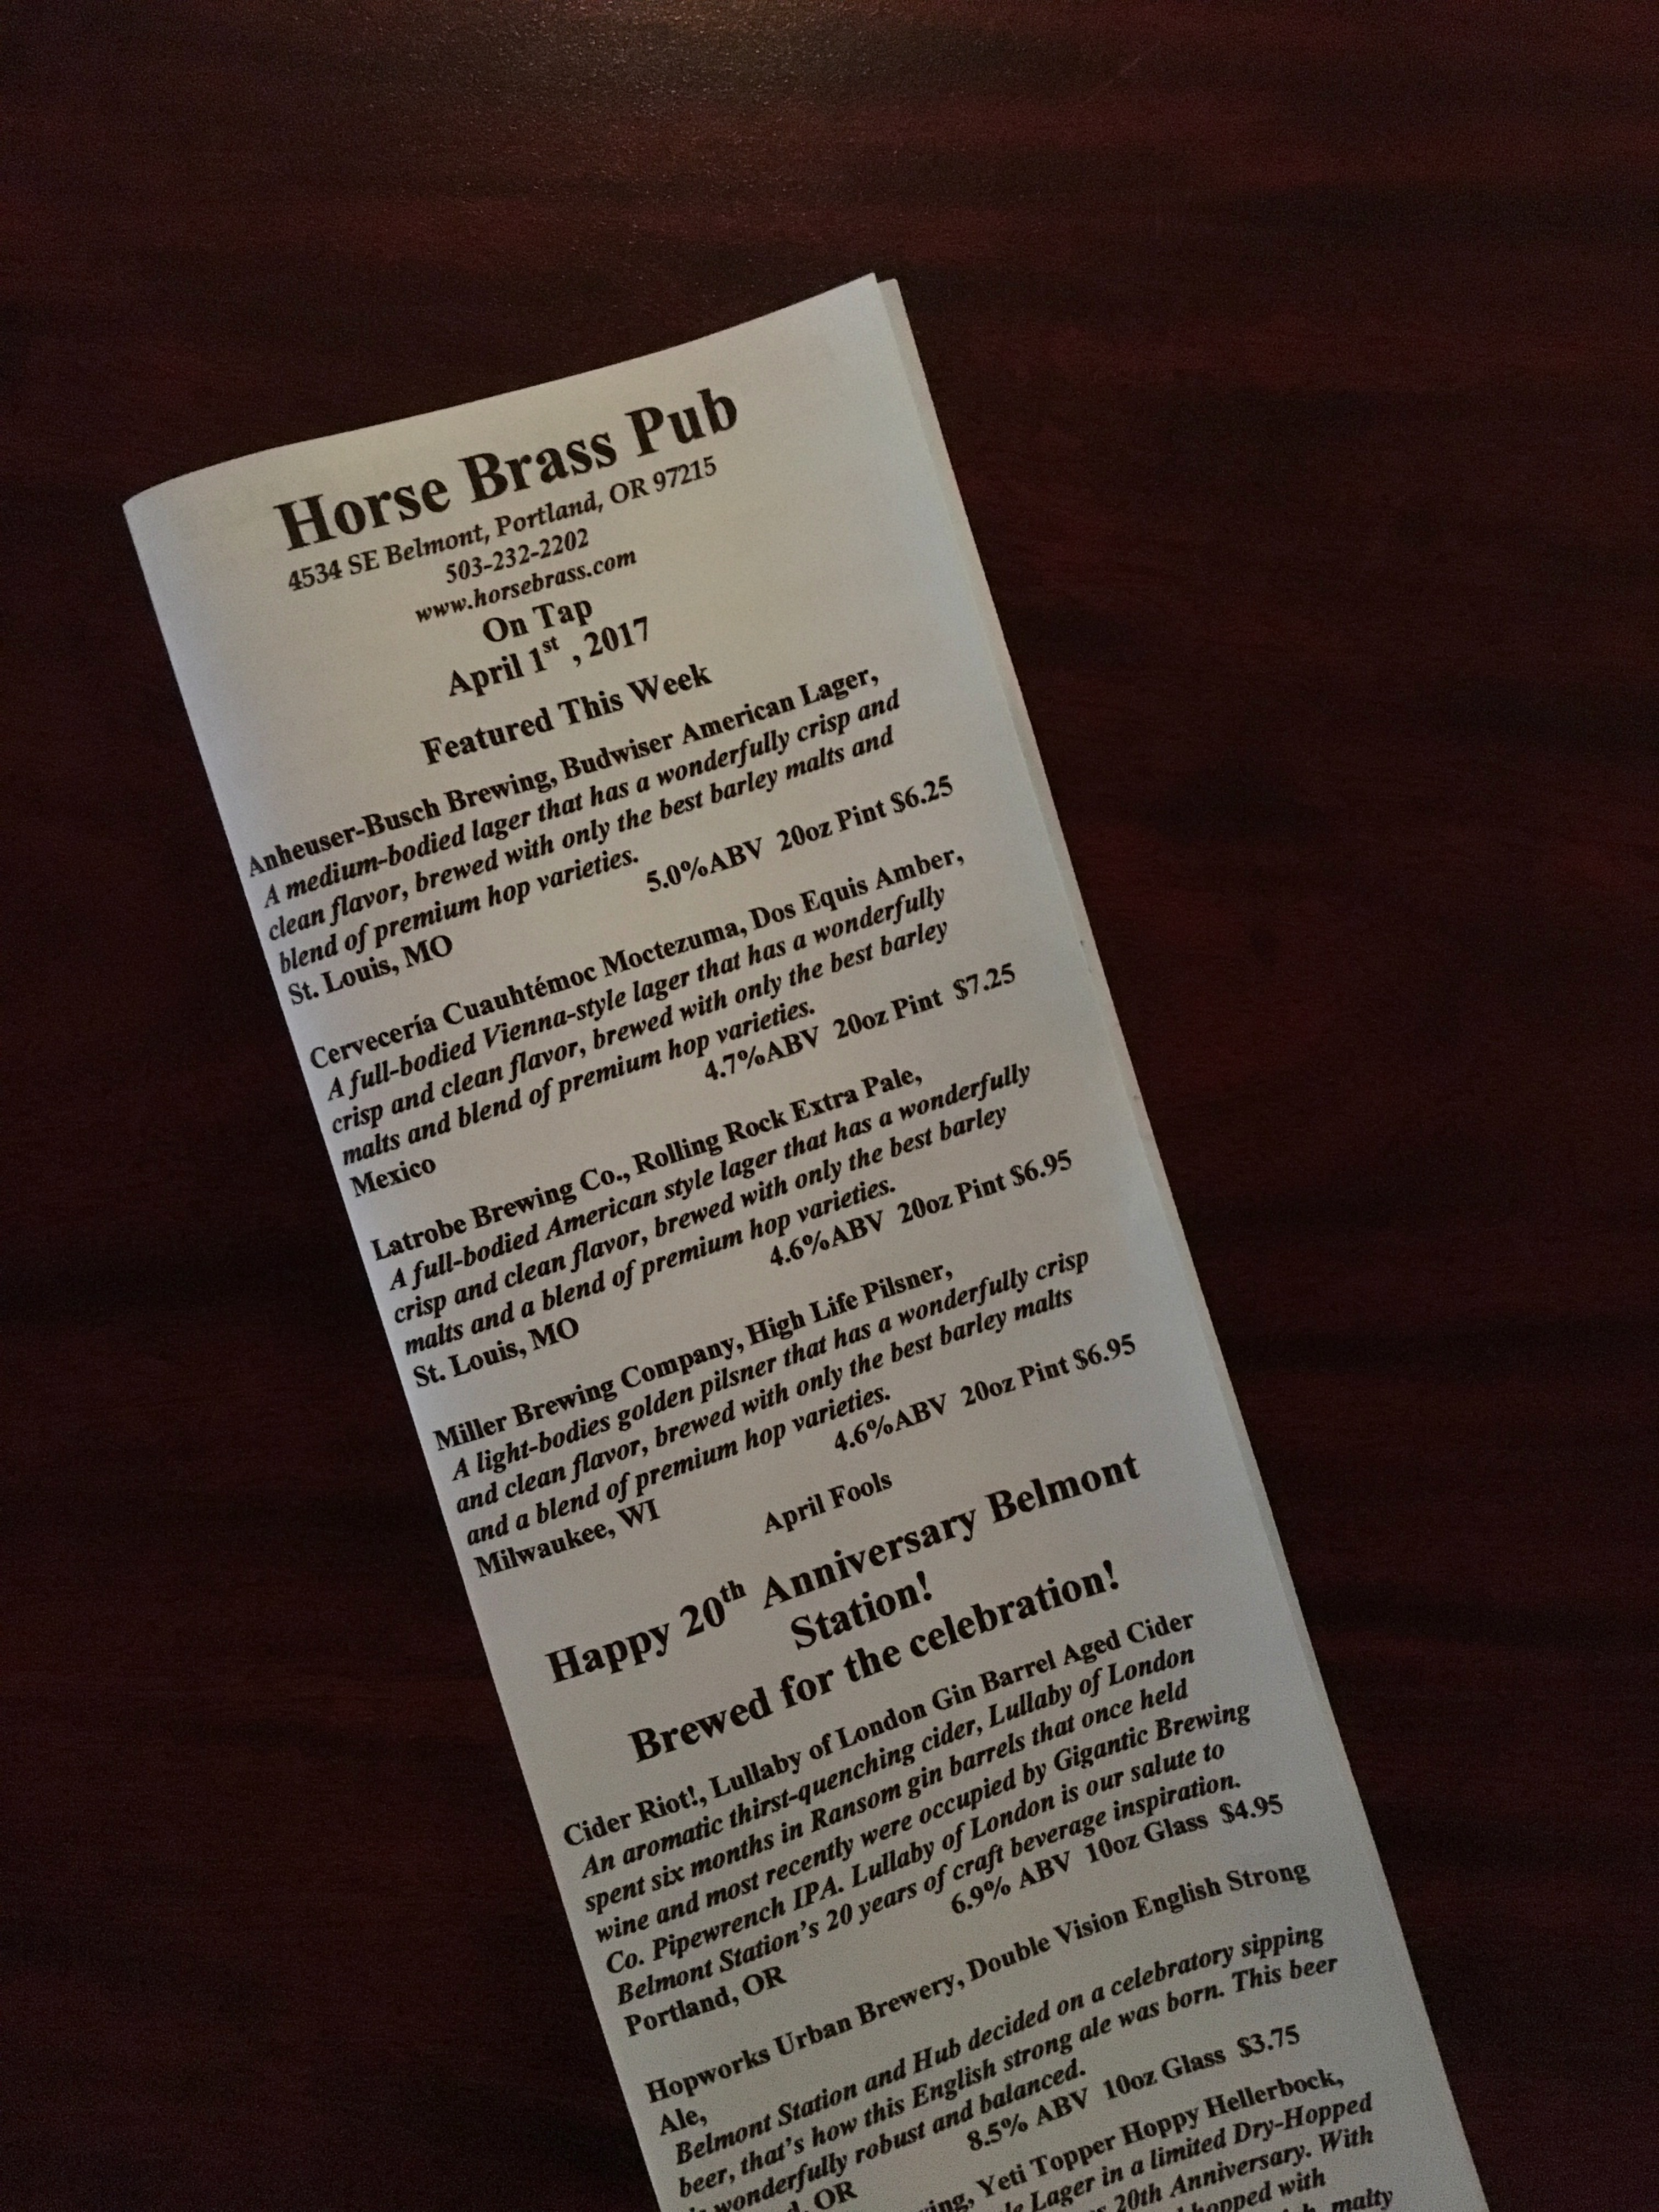 Horse Brass Pub
4534 SE Belmont, Portland, OR 97215
503-232-2202
www.horsebrass.com
On Tap
April 1st , 2017
Featured This Week
Anheuser-Busch Brewing, Budwiser American Lager,
A medium-bodied lager that has a wonderfully crisp and
clean flavor, brewed with only the best barley malts and
blend of premium hop varieties.
St. Louis, MO 5.0%ABV 20oz Pint $6.25
Cervecería Cuauhtémoc Moctezuma, Dos Equis Amber,
A full-bodied Vienna-style lager that has a wonderfully
crisp and clean flavor, brewed with only the best barley
malts and blend of premium hop varieties.
Mexico 4.7%ABV 20oz Pint $7.25
Latrobe Brewing Co., Rolling Rock Extra Pale,
A full-bodied American style lager that has a wonderfully
crisp and clean flavor, brewed with only the best barley
malts and a blend of premium hop varieties.
St. Louis, MO 4.6%ABV 20oz Pint $6.95
Miller Brewing Company, High Life Pilsner,
A light-bodies golden pilsner that has a wonderfully crisp
and clean flavor, brewed with only the best barley malts
and a blend of premium hop varieties.
Milwaukee, WI 4.6%ABV 20oz Pint $6.95
April Fools
Happy 20th Anniversary Belmont
Station!
Brewed for the celebration!
Cider Riot!, Lullaby of London Gin Barrel Aged Cider
An aromatic thirst-quenching cider, Lullaby of London
spent six months in Ransom gin barrels that once held
wine and most recently were occupied by Gigantic Brewing
Co. Pipewrench IPA. Lullaby of London is our salute to
Belmont Station's 20 years of craft beverage inspiration.
Portland, OR 6.9% ABV 10oz Glass $4.95
Hopworks Urban Brewery, Double Vision English Strong
Ale,
Belmont Station and Hub decided on a celebratory sipping
beer, that's how this English strong ale was born. This beer
wonderfully robust and balanced.
OR 8.5% ABV 10oz Glass $3.75
Yeti Topper Hoppy Hellerbock,
Lager in a limited Dry-Hopped
20th Anniversary. With
hopped with
malty